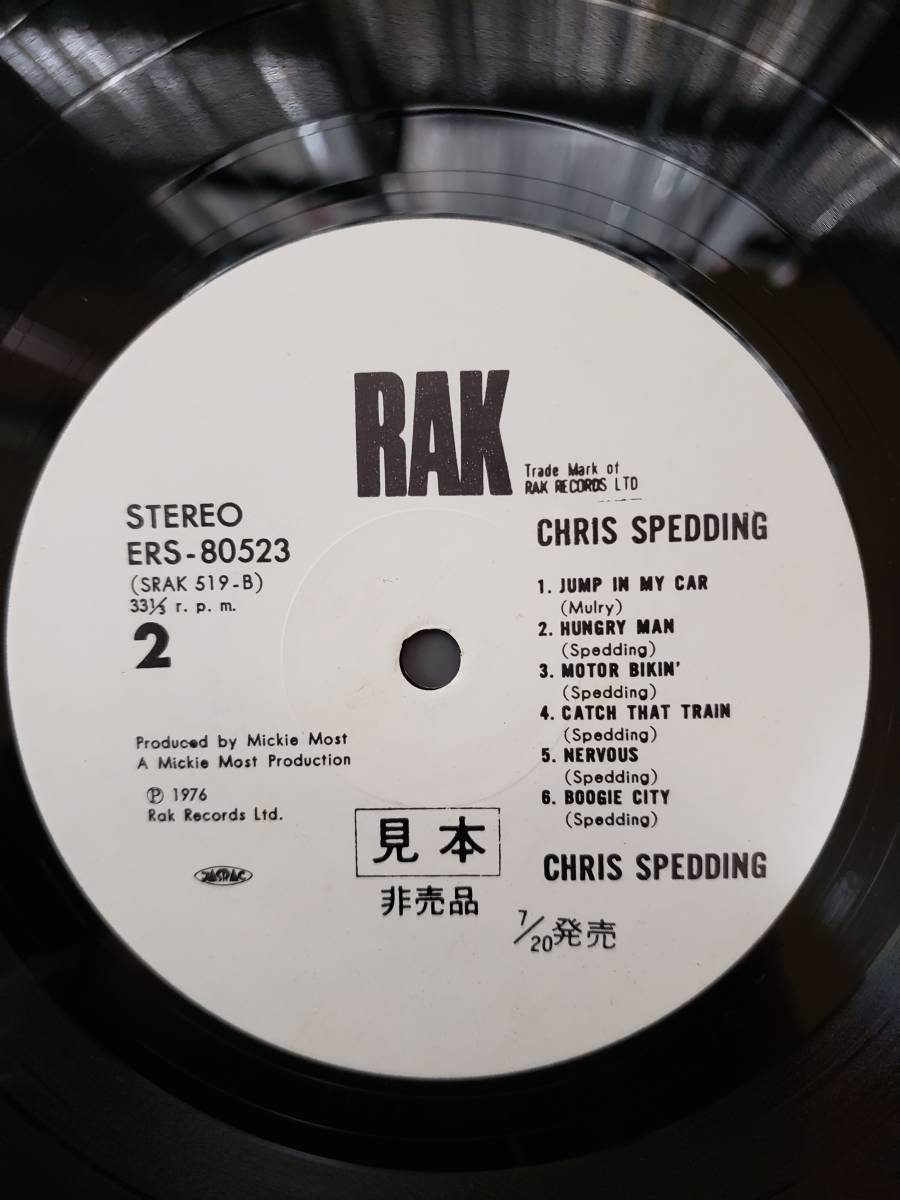 RAK
Trade Mark of
RAK RECORDS LTD
STEREO
ERS-80523
(SRAK 519-B)
33⅓ r. p. m.
2
Produced by Mickie Most
A Mickie Most Production
Ⓟ 1976
Rak Records Ltd.
JASRAC
CHRIS SPEDDING
1. JUMP IN MY CAR
(Mulry)
2. HUNGRY MAN
(Spedding)
3. MOTOR BIKIN'
(Spedding)
4. CATCH THAT TRAIN
(Spedding)
5. NERVOUS
(Spedding)
6. BOOGIE CITY
(Spedding)
CHRIS SPEDDING
見本
非売品
7/20発売